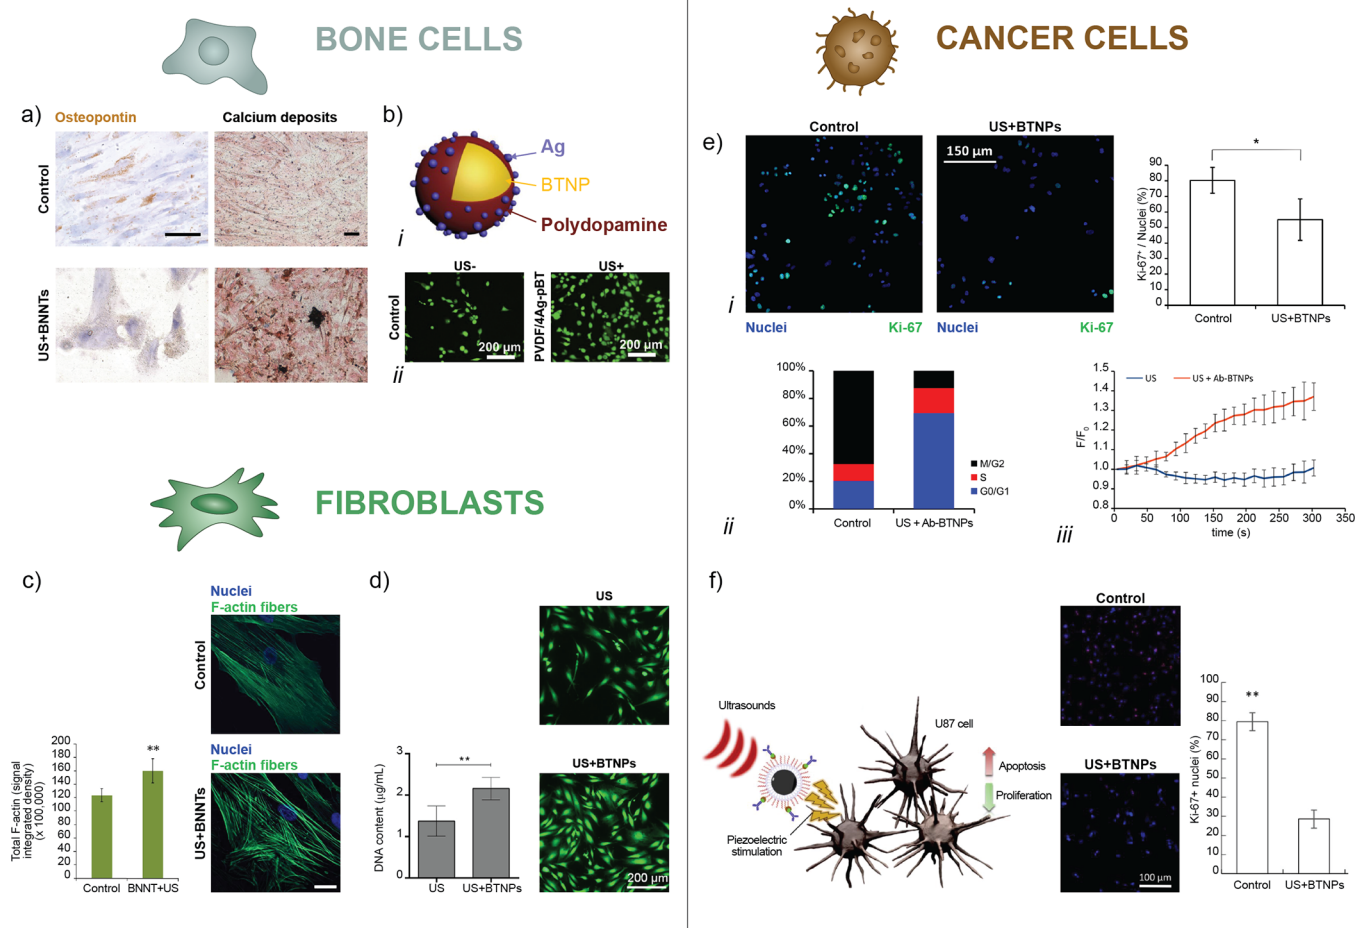 BONE CELLS
a)
Osteopontin
Calcium deposits
Control
US+BNNTs
b)
Ag
BTNP
Polydopamine
i
US-
US+
Control
PVDF/4Ag-pBT
200 µm
200 µm
ii
FIBROBLASTS
c)
Total F-actin (signal
integrated density)
(x 100,000)
200
180
160
140
120
100
80
60
40
20
0
**
Control
BNNT+US
Nuclei
F-actin fibers
Control
Nuclei
F-actin fibers
US+BNNTs
d)
DNA content (µg/mL)
3
2
1
0
**
US
US+BTNPs
US
US+BTNPs
200 µm
CANCER CELLS
e)
Control
US+BTNPs
150 µm
i
Nuclei
Ki-67
Nuclei
Ki-67
Ki-67⁺ / Nuclei (%)
90
80
70
60
50
40
30
20
10
0
*
Control
US+BTNPs
100%
80%
60%
40%
20%
0%
M/G2
S
G0/G1
Control
US + Ab-BTNPs
ii
F/F₀
1.5
1.4
1.3
1.2
1.1
1.0
0.9
0.8
US
US + Ab-BTNPs
0
50
100
150
200
250
300
350
time (s)
iii
f)
Ultrasounds
U87 cell
Apoptosis
Proliferation
Piezoelectric
stimulation
Control
US+BTNPs
100 µm
Ki-67+ nuclei (%)
100
90
80
70
60
50
40
30
20
10
0
**
Control
US+BTNPs